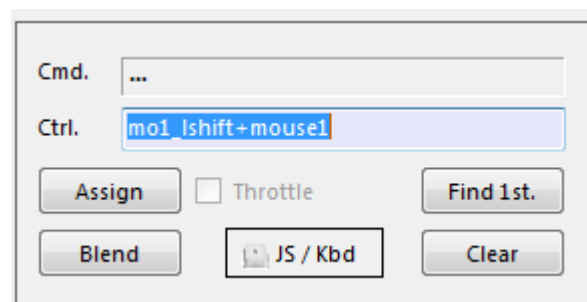 Cmd. ...
Ctrl. mo1_lshift+mouse1
Assign Throttle Find 1st.
Blend JS / Kbd Clear